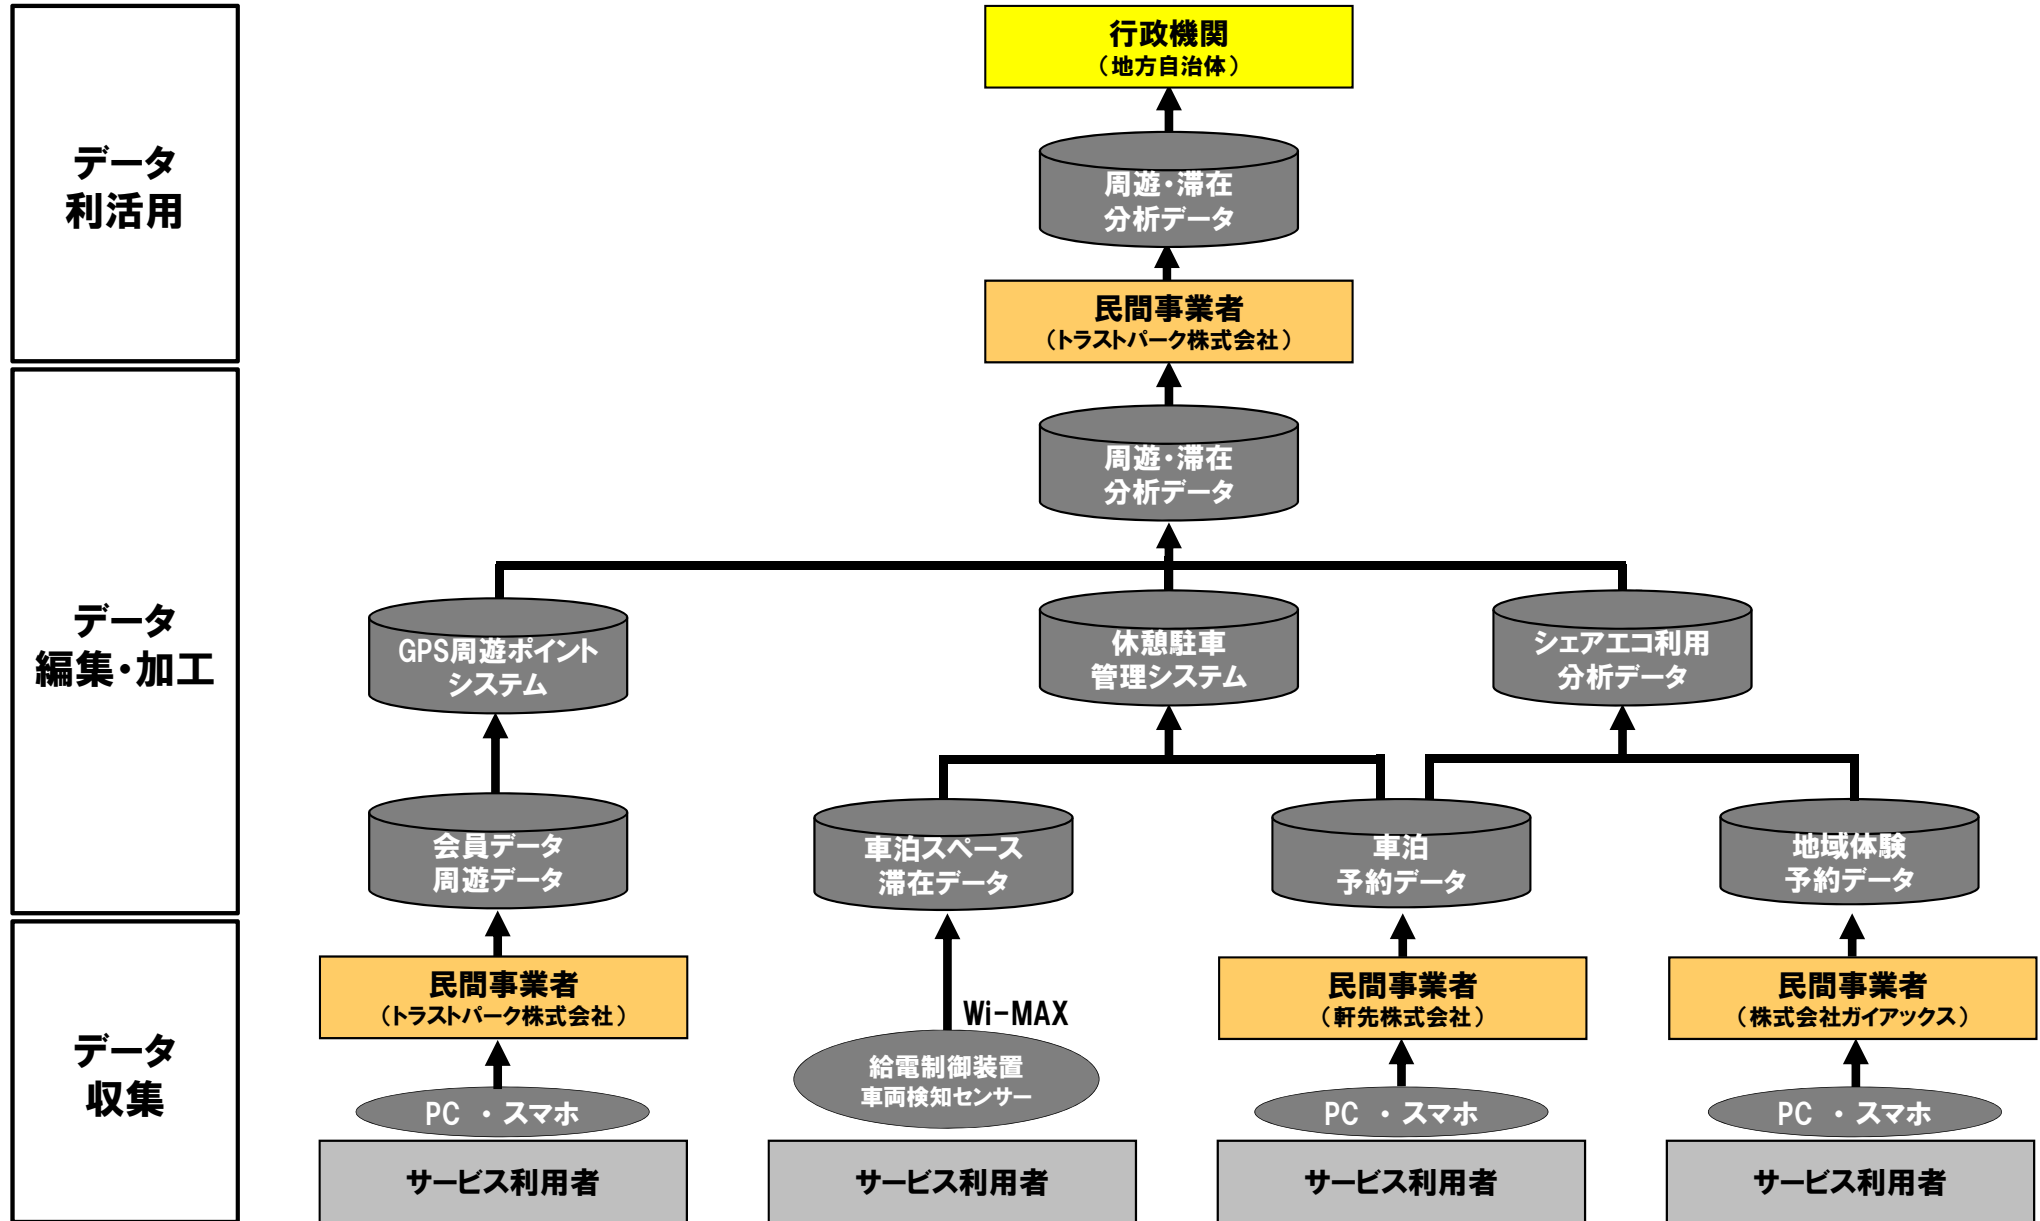 データ
利活用
行政機関
（地方自治体）
周遊・滞在
分析データ
民間事業者
（トラストパーク株式会社）
データ
編集・加工
周遊・滞在
分析データ
GPS周遊ポイント
システム
休憩駐車
管理システム
シェアエコ利用
分析データ
会員データ
周遊データ
車泊スペース
滞在データ
車泊
予約データ
地域体験
予約データ
データ
収集
民間事業者
（トラストパーク株式会社）
Wi-MAX
民間事業者
（軒先株式会社）
民間事業者
（株式会社ガイアックス）
PC ・ スマホ
給電制御装置
車両検知センサー
PC ・ スマホ
PC ・ スマホ
サービス利用者
サービス利用者
サービス利用者
サービス利用者